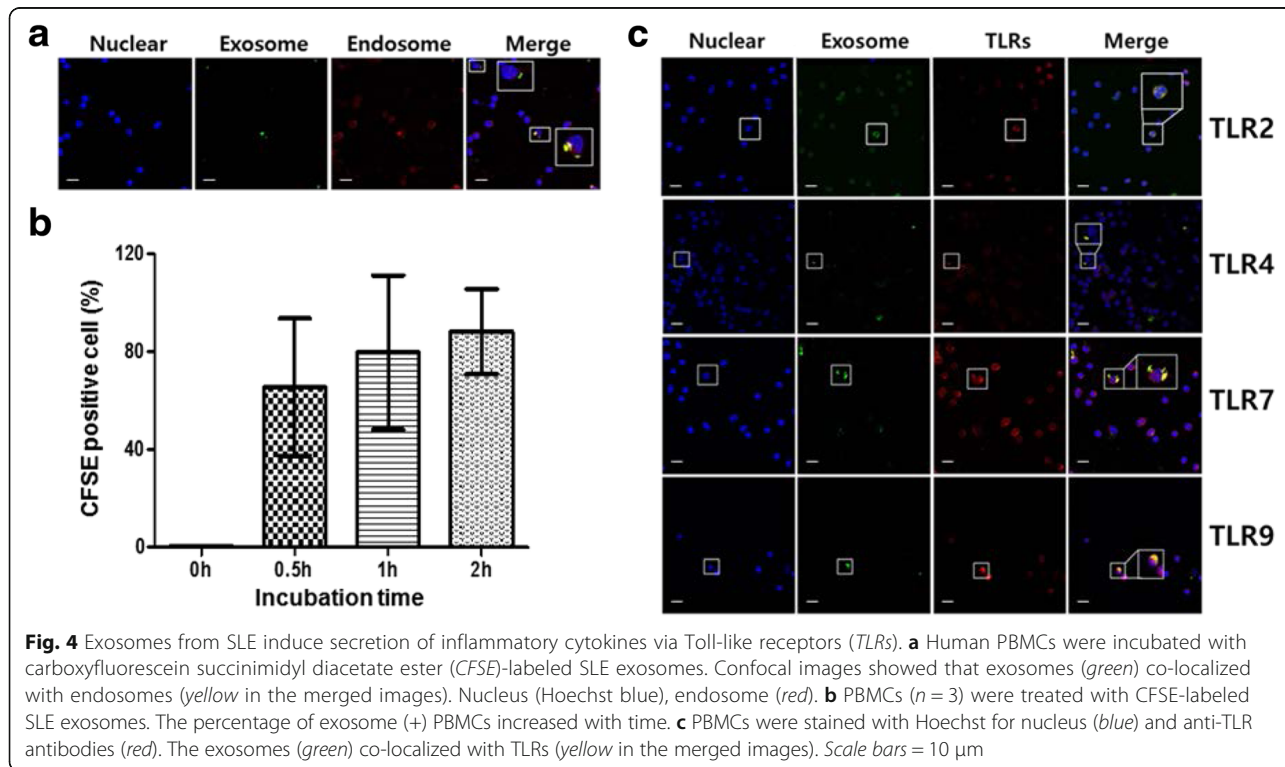 a
Nuclear Exosome Endosome Merge
b
120
80
40
0
CFSE positive cell (%)
0h 0.5h 1h 2h
Incubation time
c
Nuclear Exosome TLRs Merge
TLR2
TLR4
TLR7
TLR9
Fig. 4 Exosomes from SLE induce secretion of inflammatory cytokines via Toll-like receptors (TLRs). a Human PBMCs were incubated with
carboxyfluorescein succinimidyl diacetate ester (CFSE)-labeled SLE exosomes. Confocal images showed that exosomes (green) co-localized
with endosomes (yellow in the merged images). Nucleus (Hoechst blue), endosome (red). b PBMCs (n = 3) were treated with CFSE-labeled
SLE exosomes. The percentage of exosome (+) PBMCs increased with time. c PBMCs were stained with Hoechst for nucleus (blue) and anti-TLR
antibodies (red). The exosomes (green) co-localized with TLRs (yellow in the merged images). Scale bars = 10 μm